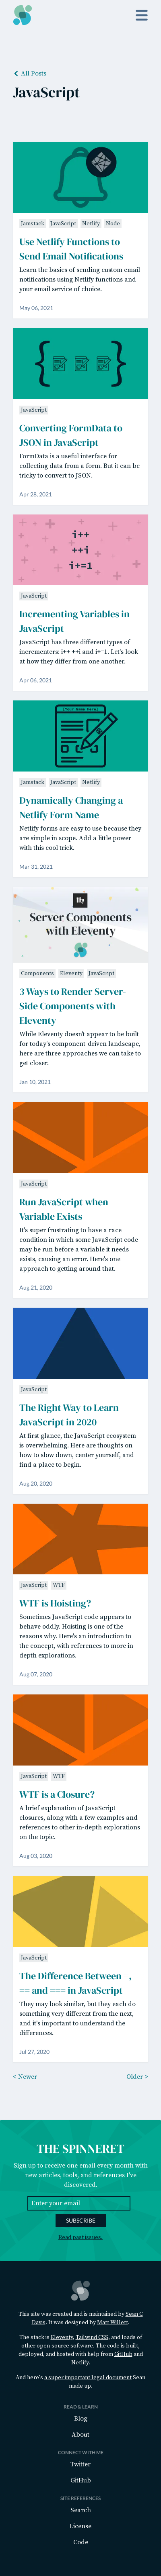 All Posts
JavaScript
Jamstack JavaScript Netlify Node
Use Netlify Functions to
Send Email Notifications
Learn the basics of sending custom email
notifications using Netlify functions and
your email service of choice.
May 06, 2021
JavaScript
Converting FormData to
JSON in JavaScript
FormData is a useful interface for
collecting data from a form. But it can be
tricky to convert to JSON.
Apr 28, 2021
i++
++i
i+=1
JavaScript
Incrementing Variables in
JavaScript
JavaScript has three different types of
incrementers: i++ ++i and i+=1. Let's look
at how they differ from one another.
Apr 06, 2021
[Your Name Here]
Jamstack JavaScript Netlify
Dynamically Changing a
Netlify Form Name
Netlify forms are easy to use because they
are simple in scope. Add a little power
with this cool trick.
Mar 31, 2021
11ty
Server Components
with Eleventy
Components Eleventy JavaScript
3 Ways to Render Server-
Side Components with
Eleventy
While Eleventy doesn't appear to be built
for today's component-driven landscape,
here are three approaches we can take to
get closer.
Jan 10, 2021
JavaScript
Run JavaScript when
Variable Exists
It's super frustrating to have a race
condition in which some JavaScript code
may be run before a variable it needs
exists, causing an error. Here's one
approach to getting around that.
Aug 21, 2020
JavaScript
The Right Way to Learn
JavaScript in 2020
At first glance, the JavaScript ecosystem
is overwhelming. Here are thoughts on
how to slow down, center yourself, and
find a place to begin.
Aug 20, 2020
JavaScript WTF
WTF is Hoisting?
Sometimes JavaScript code appears to
behave oddly. Hoisting is one of the
reasons why. Here's an introduction to
the concept, with references to more in-
depth explorations.
Aug 07, 2020
JavaScript WTF
WTF is a Closure?
A brief explanation of JavaScript
closures, along with a few examples and
references to other in-depth explorations
on the topic.
Aug 03, 2020
JavaScript
The Difference Between =,
== and === in JavaScript
They may look similar, but they each do
something very different from the next,
and it's important to understand the
differences.
Jul 27, 2020
< Newer
Older >
THE SPINNERET
Sign up to receive one email every month with
new articles, tools, and references I've
discovered.
Enter your email
SUBSCRIBE
Read past issues.
This site was created and is maintained by Sean C
Davis. It was designed by Matt Willett.
The stack is Eleventy, Tailwind CSS, and loads of
other open-source software. The code is built,
deployed, and hosted with help from GitHub and
Netlify.
And here's a super important legal document Sean
made up.
READ & LEARN
Blog
About
CONNECT WITH ME
Twitter
GitHub
SITE REFERENCES
Search
License
Code